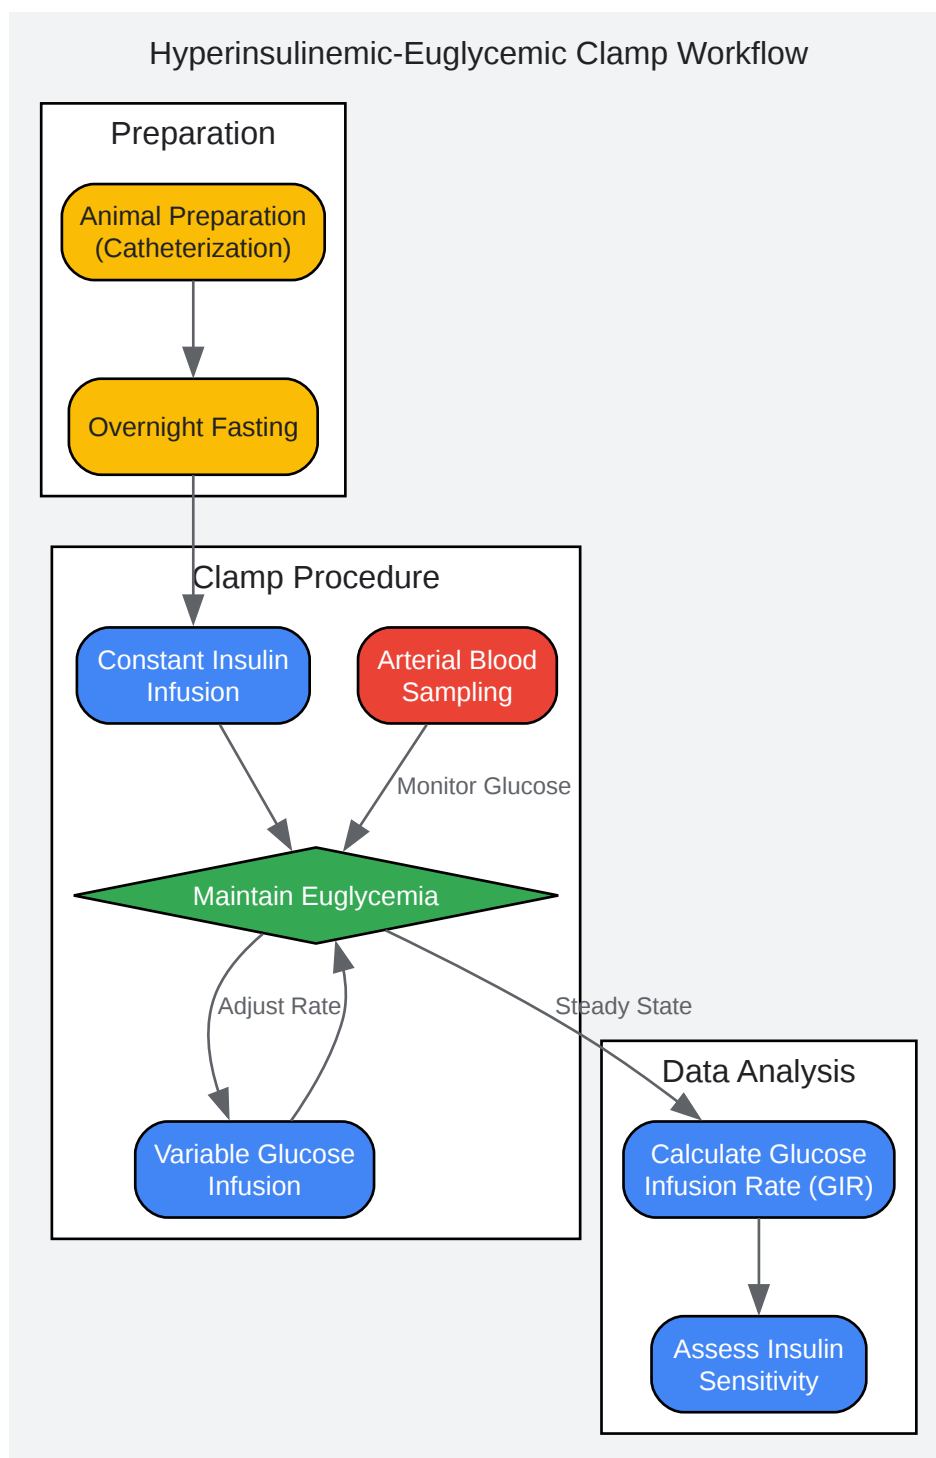 Hyperinsulinemic-Euglycemic Clamp Workflow
Preparation
Animal Preparation
(Catheterization)
Overnight Fasting
Clamp Procedure
Constant Insulin
Infusion
Arterial Blood
Sampling
Monitor Glucose
Maintain Euglycemia
Adjust Rate
Steady State
Variable Glucose
Infusion
Data Analysis
Calculate Glucose
Infusion Rate (GIR)
Assess Insulin
Sensitivity